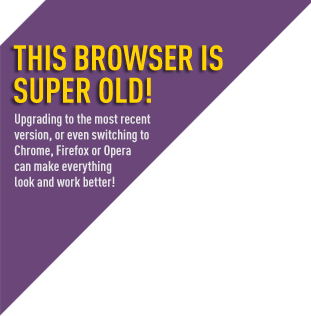 THIS BROWSER IS
SUPER OLD!
Upgrading to the most recent
version, or even switching to
Chrome, Firefox or Opera
can make everything
look and work better!